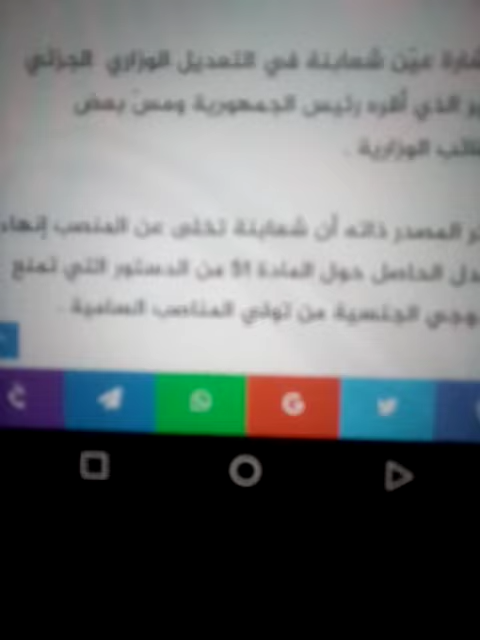 عيّن شعابنة في التعديل الوزاري الجزئي
الذي أقره رئيس الجمهورية ومسّ بعض
الوزارية .
المصدر ذاته أن شعابنة تخلى عن المنصب إنهاء
الحاصل حول المادة 51 من الدستور التي تمنع
الجنسية من تولي المناصب السامية .